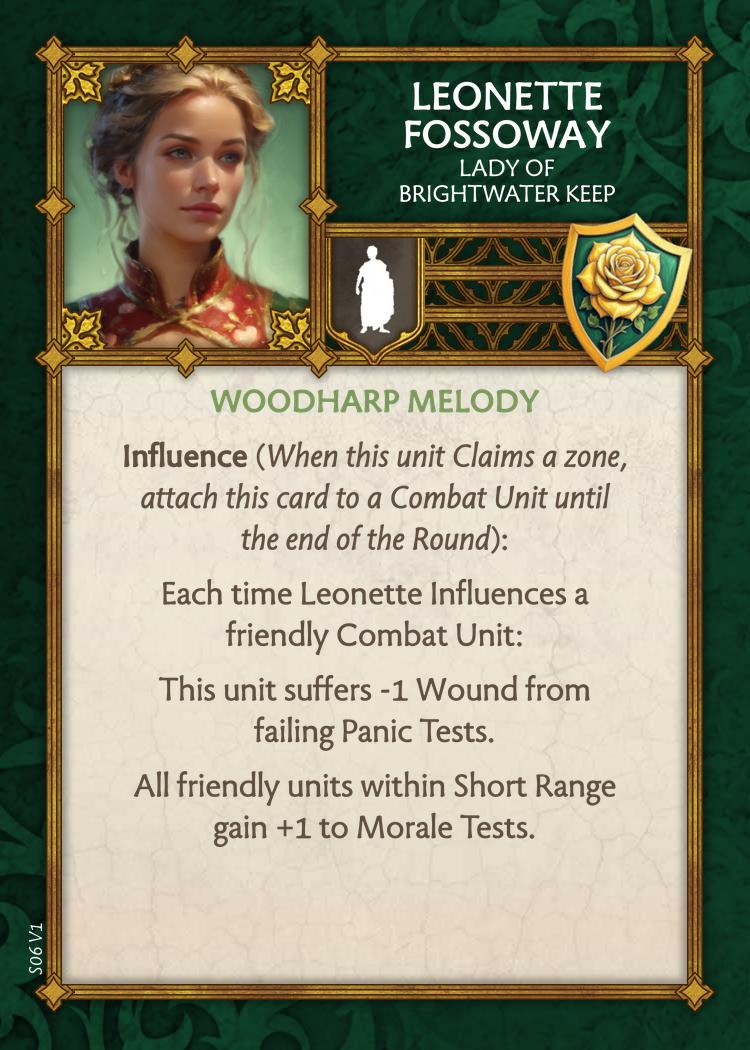 LEONETTE
FOSSOWAY
LADY OF
BRIGHTWATER KEEP
WOODHARP MELODY
Influence (When this unit Claims a zone,
attach this card to a Combat Unit until
the end of the Round):
Each time Leonette Influences a
friendly Combat Unit:
This unit suffers -1 Wound from
failing Panic Tests.
All friendly units within Short Range
gain +1 to Morale Tests.
S06 V1